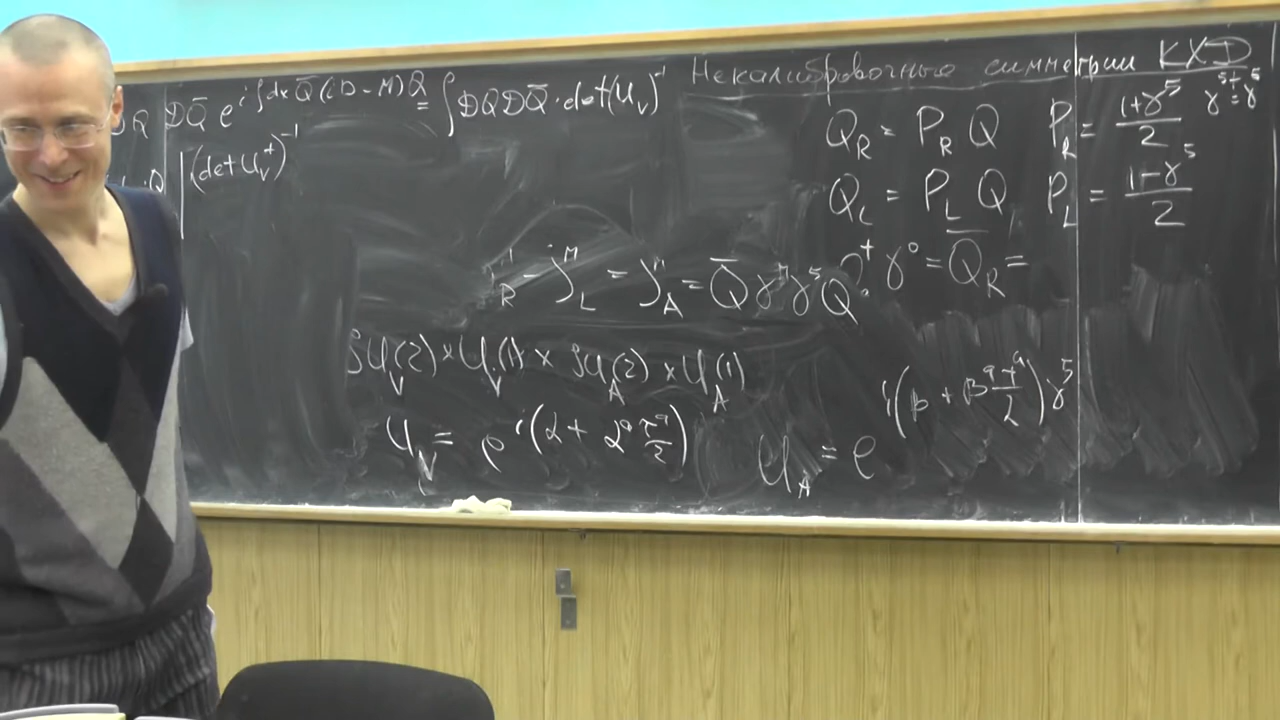 Некалибровочные симметрии КХД
DQ DQ̄ e^{i∫dx Q̄(iD−M)Q} = ∫DQDQ̄·det(U_V)^{-1}
(det U_V^+)^{-1}
Q_R = P_R Q P_R = (1+γ^5)/2 γ^{5+}=γ^5
Q_L = P_L Q P_L = (1−γ^5)/2
Q^+ γ^0 = Q̄_R =
− J^μ_L = J^μ_A = Q̄γ^μγ^5Q
SU_V(2) × U_V(1) × SU_A(2) × U_A(1)
U_V = e^{i(α + α^a τ^a/2)} U_A = e^{i(β + β^a τ^a/2)γ^5}